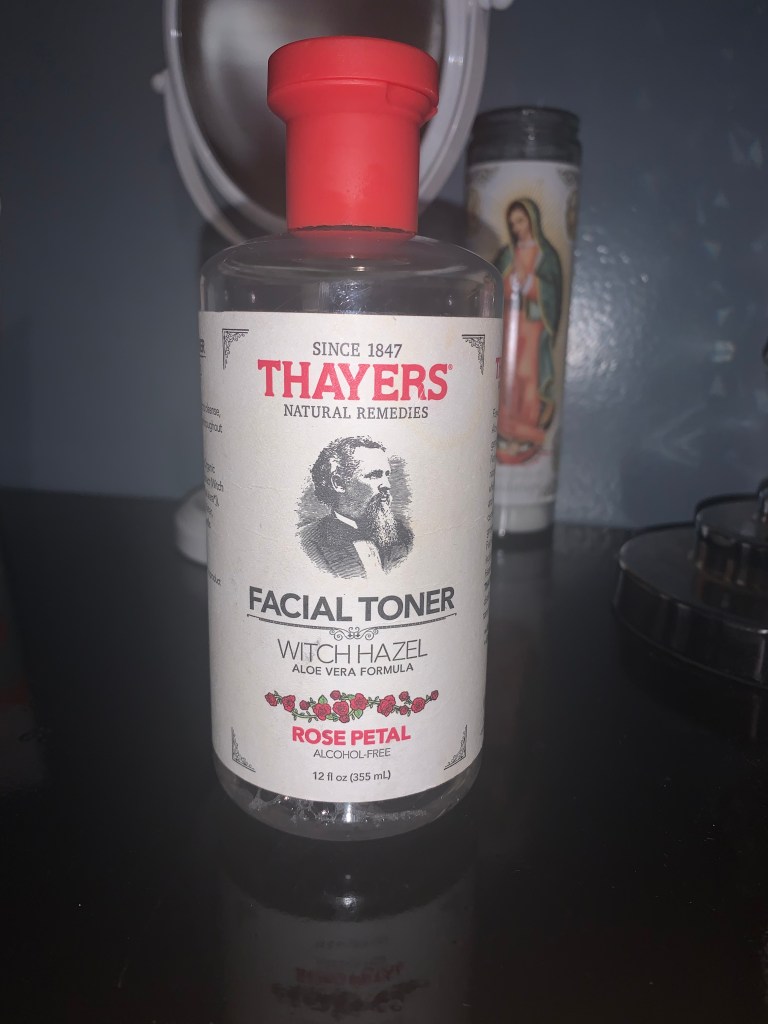 SINCE 1847
THAYERS®
NATURAL REMEDIES
FACIAL TONER
WITCH HAZEL
ALOE VERA FORMULA
ROSE PETAL
ALCOHOL-FREE
12 fl oz (355 mL)